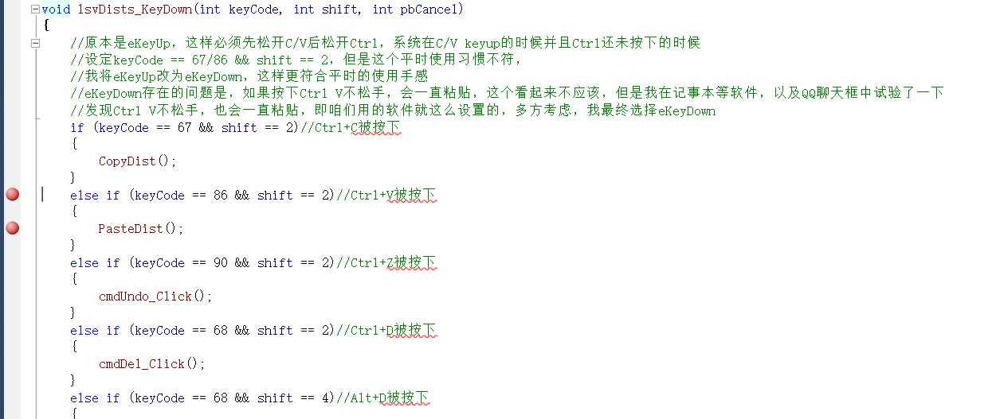 void lsvDists_KeyDown(int keyCode, int shift, int pbCancel)
{
//原本是eKeyUp，这样必须先松开C/V后松开Ctrl，系统在C/V keyup的时候并且Ctrl还未按下的时候
//设定keyCode == 67/86 && shift == 2，但是这个平时使用习惯不符，
//我将eKeyUp改为eKeyDown，这样更符合平时的使用手感
//eKeyDown存在的问题是，如果按下Ctrl V不松手，会一直粘贴，这个看起来不应该，但是我在记事本等软件，以及QQ聊天框中试验了一下
//发现Ctrl V不松手，也会一直粘贴，即咱们用的软件就这么设置的，多方考虑，我最终选择eKeyDown
if (keyCode == 67 && shift == 2)//Ctrl+C被按下
{
CopyDist();
}
else if (keyCode == 86 && shift == 2)//Ctrl+V被按下
{
PasteDist();
}
else if (keyCode == 90 && shift == 2)//Ctrl+Z被按下
{
cmdUndo_Click();
}
else if (keyCode == 68 && shift == 2)//Ctrl+D被按下
{
cmdDel_Click();
}
else if (keyCode == 68 && shift == 4)//Alt+D被按下
{